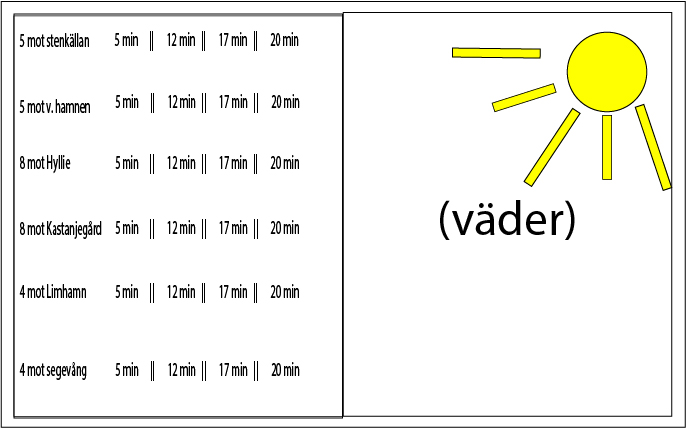 5 mot stenkällan 5 min || 12 min || 17 min || 20 min
5 mot v. hamnen 5 min || 12 min || 17 min || 20 min
8 mot Hyllie 5 min || 12 min || 17 min || 20 min
8 mot Kastanjegård 5 min || 12 min || 17 min || 20 min
4 mot Limhamn 5 min || 12 min || 17 min || 20 min
4 mot segevång 5 min || 12 min || 17 min || 20 min
(väder)